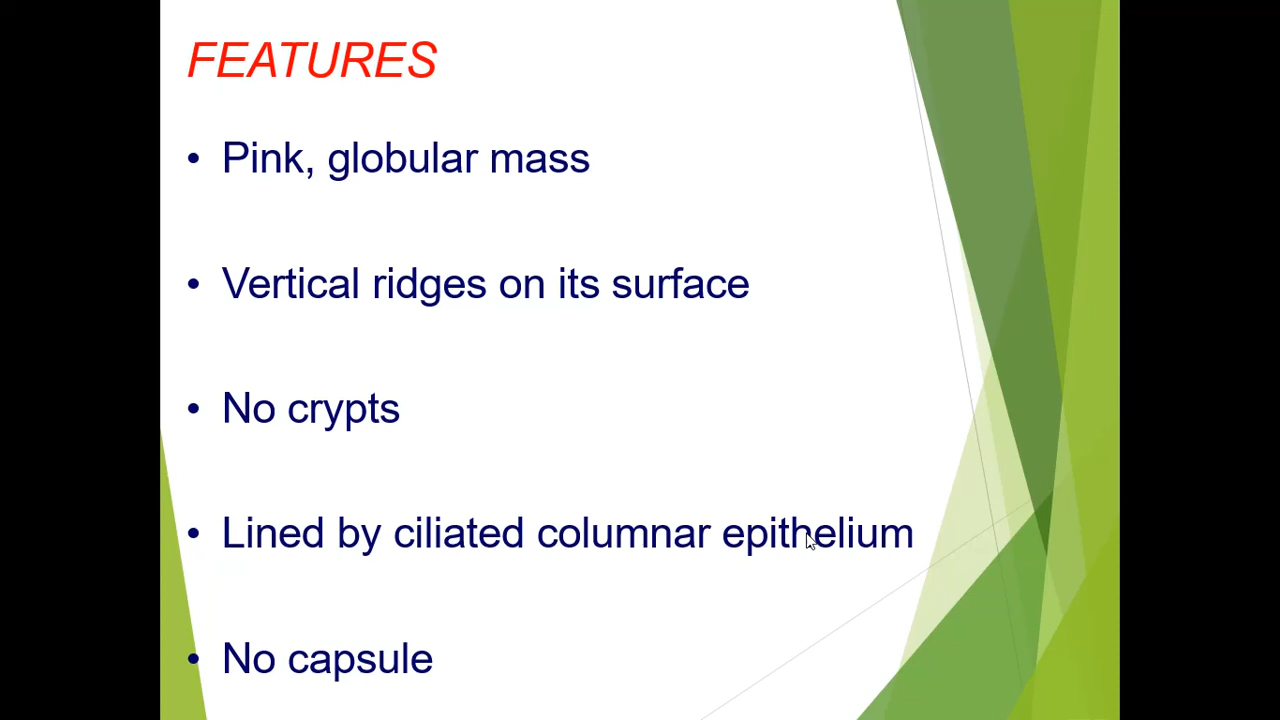 FEATURES
• Pink, globular mass
• Vertical ridges on its surface
• No crypts
• Lined by ciliated columnar epithelium
• No capsule